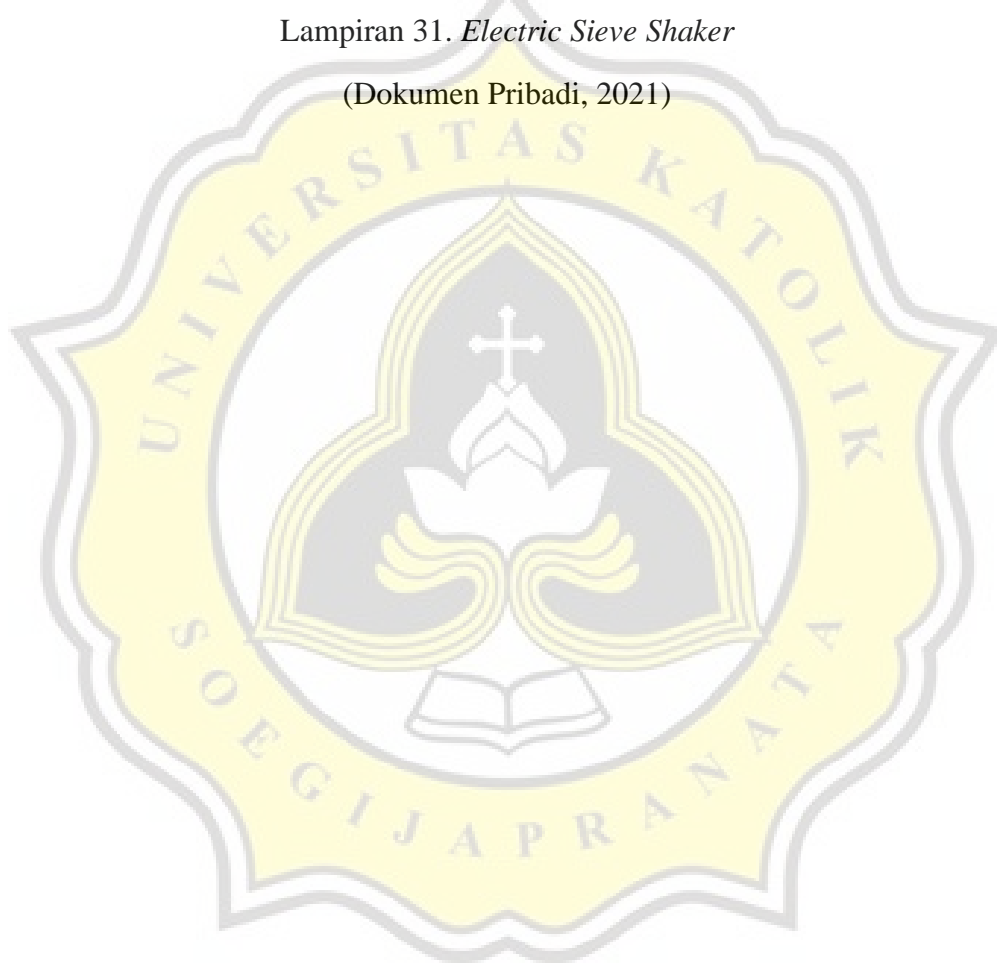 Lampiran 31. Electric Sieve Shaker
(Dokumen Pribadi, 2021)
UNIVERSITAS KATOLIK
SOEGIJAPRANATA